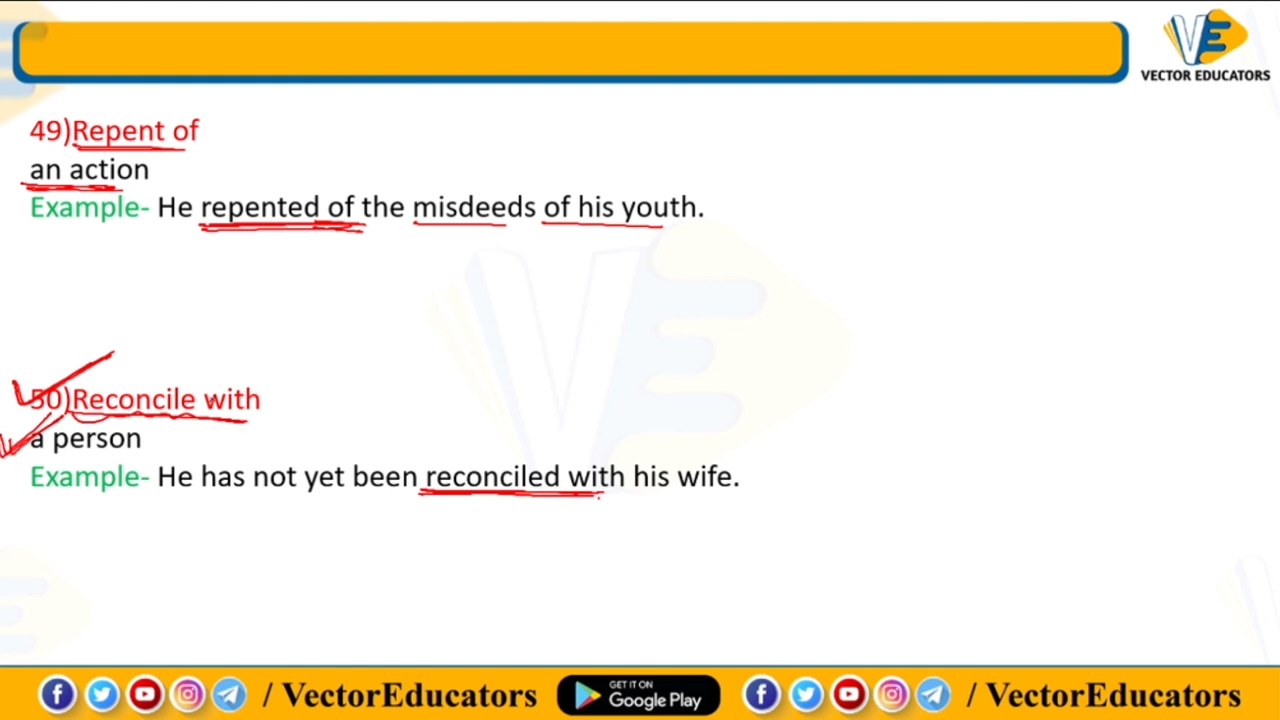 VE
VECTOR EDUCATORS
49)Repent of
an action
Example- He repented of the misdeeds of his youth.
50)Reconcile with
a person
Example- He has not yet been reconciled with his wife.
/ VectorEducators
GET IT ON
Google Play
/ VectorEducators